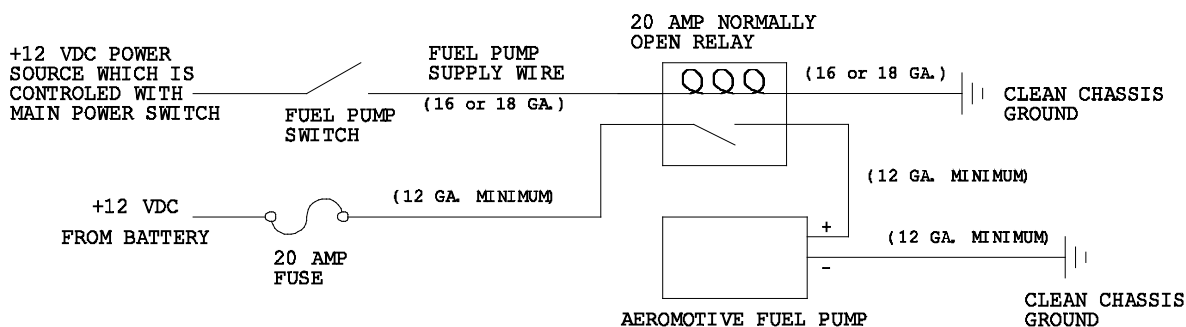 20 AMP NORMALLY
OPEN RELAY
+12 VDC POWER
SOURCE WHICH IS
CONTROLED WITH
MAIN POWER SWITCH
FUEL PUMP
SUPPLY WIRE
(16 or 18 GA.)
(16 or 18 GA.)
FUEL PUMP
SWITCH
CLEAN CHASSIS
GROUND
(12 GA. MINIMUM)
+12 VDC
FROM BATTERY
(12 GA. MINIMUM)
20 AMP
FUSE
+
-
(12 GA. MINIMUM)
AEROMOTIVE FUEL PUMP
CLEAN CHASSIS
GROUND